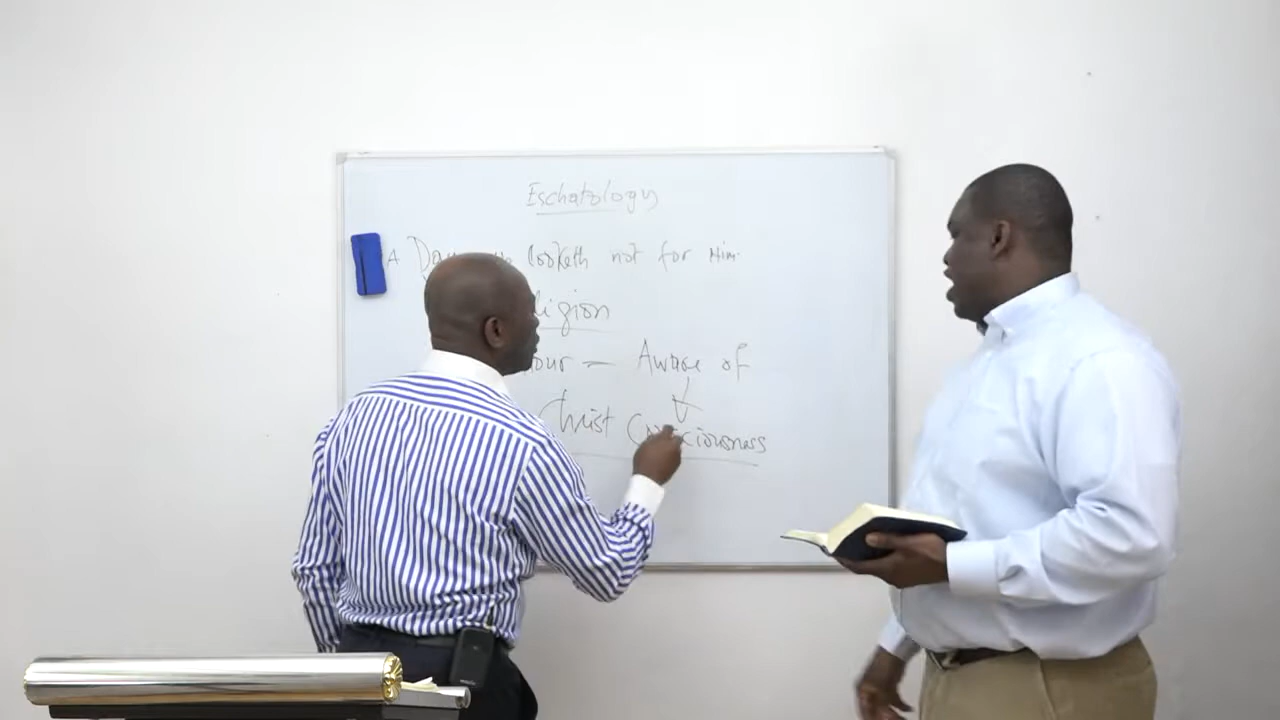 Eschatology
A Day looketh not for Him
ligion
our = Aware of
Christ Consciousness